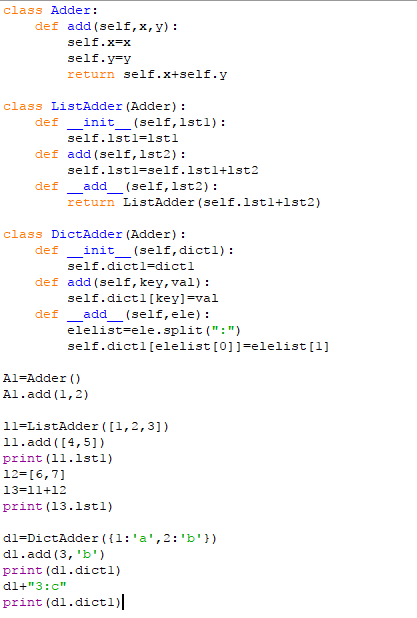 class Adder:
    def add(self,x,y):
        self.x=x
        self.y=y
        return self.x+self.y

class ListAdder(Adder):
    def __init__(self,lst1):
        self.lst1=lst1
    def add(self,lst2):
        self.lst1=self.lst1+lst2
    def __add__(self,lst2):
        return ListAdder(self.lst1+lst2)

class DictAdder(Adder):
    def __init__(self,dict1):
        self.dict1=dict1
    def add(self,key,val):
        self.dict1[key]=val
    def __add__(self,ele):
        elelist=ele.split(":")
        self.dict1[elelist[0]]=elelist[1]

A1=Adder()
A1.add(1,2)

l1=ListAdder([1,2,3])
l1.add([4,5])
print(l1.lst1)
l2=[6,7]
l3=l1+l2
print(l3.lst1)

d1=DictAdder({1:'a',2:'b'})
d1.add(3,'b')
print(d1.dict1)
d1+"3:c"
print(d1.dict1)